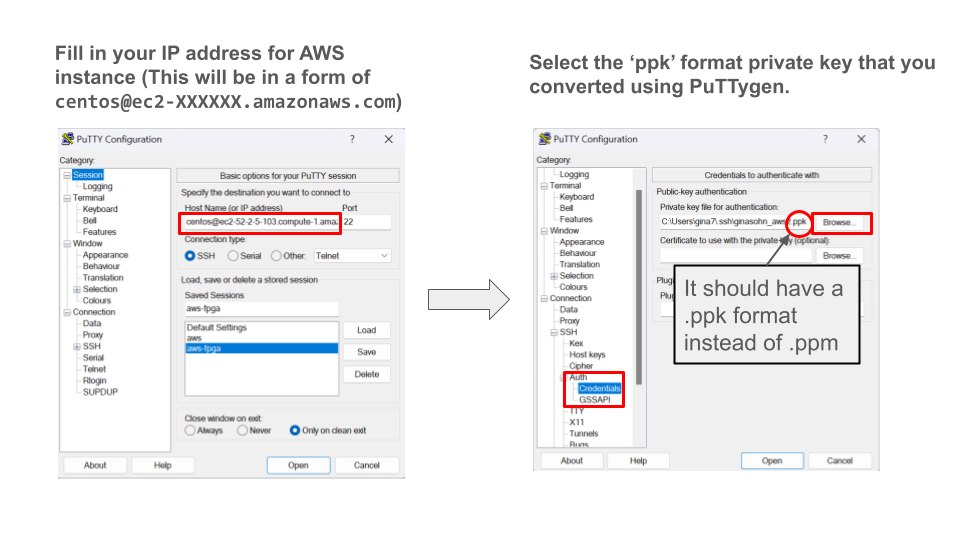 Fill in your IP address for AWS
instance (This will be in a form of
centos@ec2-XXXXXX.amazonaws.com)
PuTTY Configuration
?
Category:
Session
Logging
Terminal
Keyboard
Bell
Features
Window
Appearance
Behaviour
Translation
Selection
Colours
Connection
Data
Proxy
SSH
Serial
Telnet
Rlogin
SUPDUP
Basic options for your PuTTY session
Specify the destination you want to connect to
Host Name (or IP address) Port
centos@ec2-52-2-5-103.compute-1.ama: 22
Connection type:
SSH Serial Other: Telnet
Load, save or delete a stored session
Saved Sessions
aws-fpga
Default Settings
aws
aws-fpga
Load
Save
Delete
Close window on exit:
Always Never Only on clean exit
About Help Open Cancel
Select the ‘ppk’ format private key that you
converted using PuTTygen.
PuTTY Configuration
?
Category:
Logging
Terminal
Keyboard
Bell
Features
Window
Appearance
Behaviour
Translation
Selection
Colours
Connection
Data
Proxy
SSH
Kex
Host keys
Cipher
Auth
Credentials
GSSAPI
TTY
X11
Tunnels
Bugs
Credentials to authenticate with
Public-key authentication
Private key file for authentication:
.ppk Browse...
Certificate to use with the private key (optional):
Browse...
Plugi
Plug
It should have a
.ppk format
instead of .ppm
About Help Open Cancel